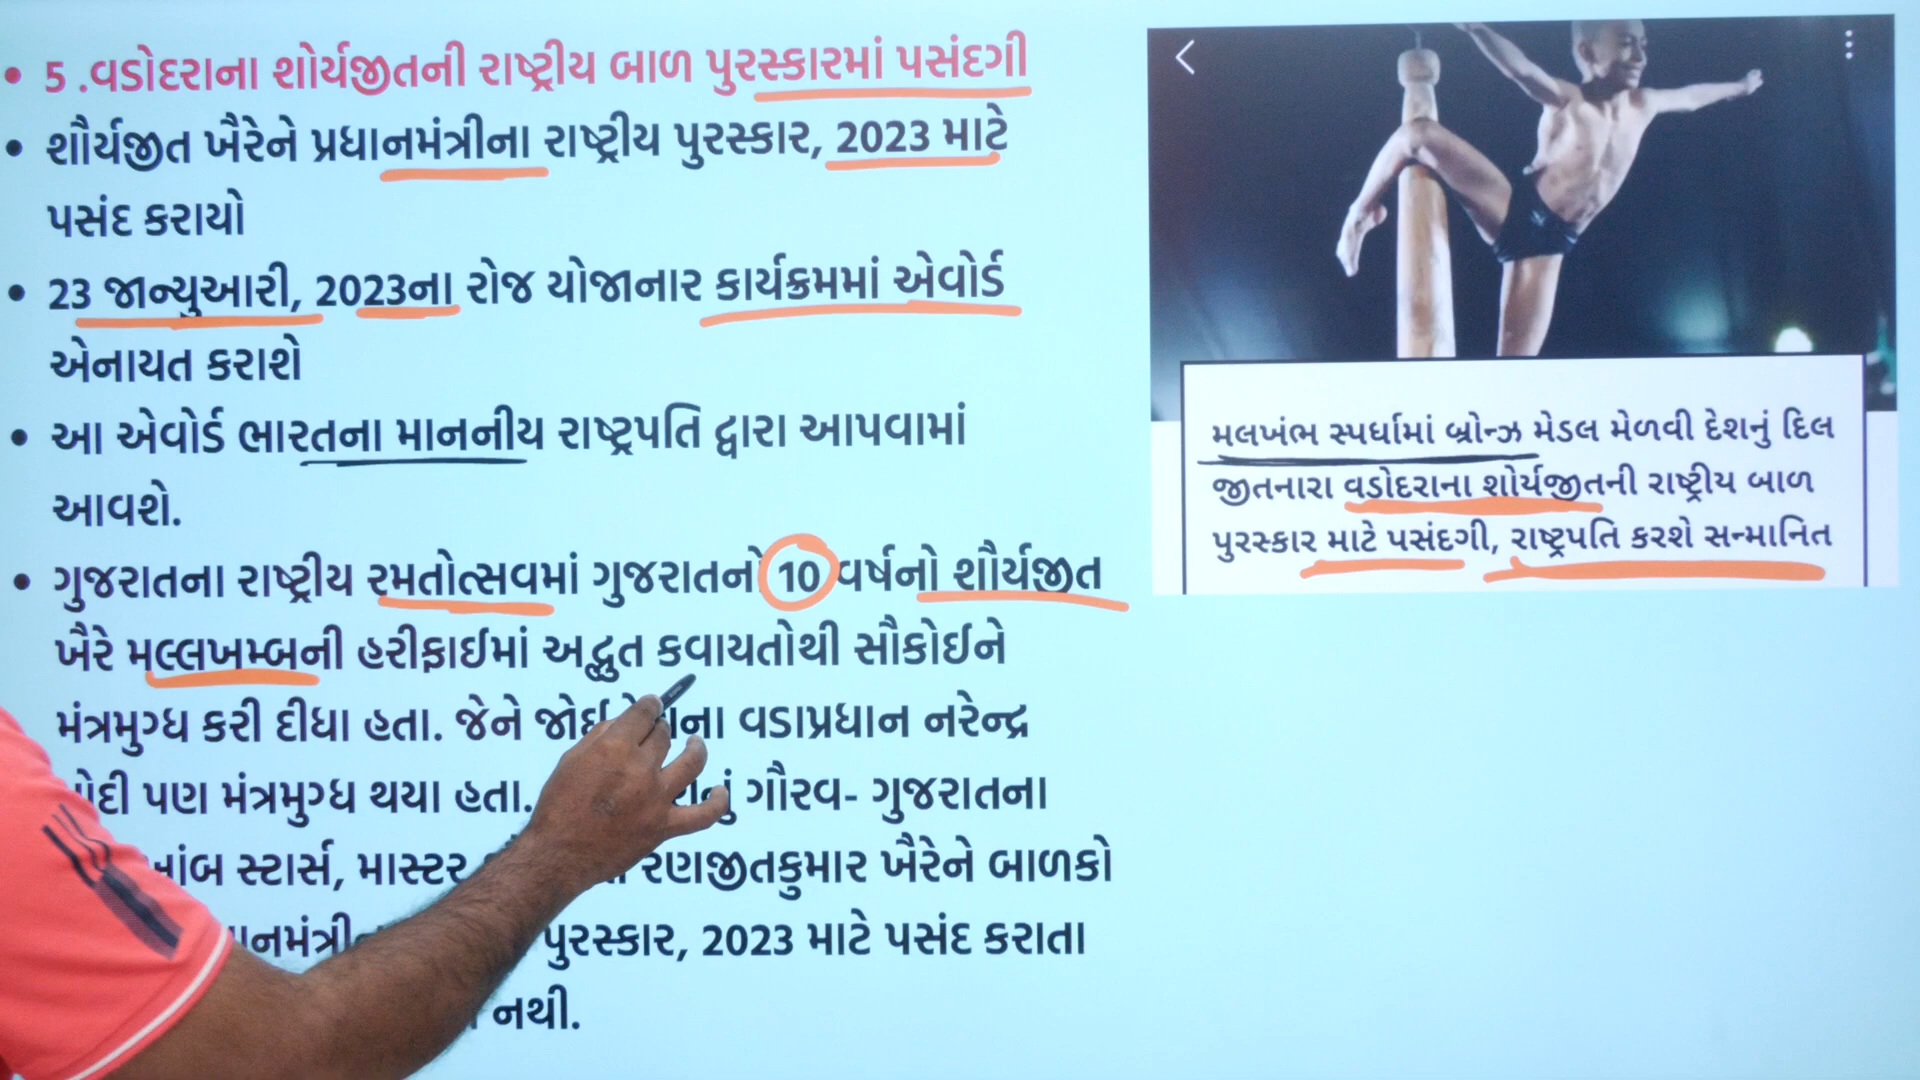 5 .વડોદરાના શોર્યજીતની રાષ્ટ્રીય બાળ પુરસ્કારમાં પસંદગી
શૌર્યજીત ખૈરેને પ્રધાનમંત્રીના રાષ્ટ્રીય પુરસ્કાર, 2023 માટે
પસંદ કરાયો
23 જાન્યુઆરી, 2023ના રોજ યોજાનાર કાર્યક્રમમાં એવોર્ડ
એનાયત કરાશે
આ એવોર્ડ ભારતના માનનીય રાષ્ટ્રપતિ દ્વારા આપવામાં
આવશે.
ગુજરાતના રાષ્ટ્રીય રમતોત્સવમાં ગુજરાતનો 10 વર્ષનો શૌર્યજીત
ખૈરે મલ્લખમ્બની હરીફાઈમાં અદ્ભુત કવાયતોથી સૌકોઈને
મંત્રમુગ્ધ કરી દીધા હતા. જેને જોઈ વડાપ્રધાન નરેન્દ્ર
પણ મંત્રમુગ્ધ થયા હતા. ગૌરવ- ગુજરાતના
સ્ટાર્સ, માસ્ટર રણજીતકુમાર ખૈરેને બાળકો
પુરસ્કાર, 2023 માટે પસંદ કરાતા
નથી.
મલખંભ સ્પર્ધામાં બ્રોન્ઝ મેડલ મેળવી દેશનું દિલ
જીતનારા વડોદરાના શોર્યજીતની રાષ્ટ્રીય બાળ
પુરસ્કાર માટે પસંદગી, રાષ્ટ્રપતિ કરશે સન્માનિત